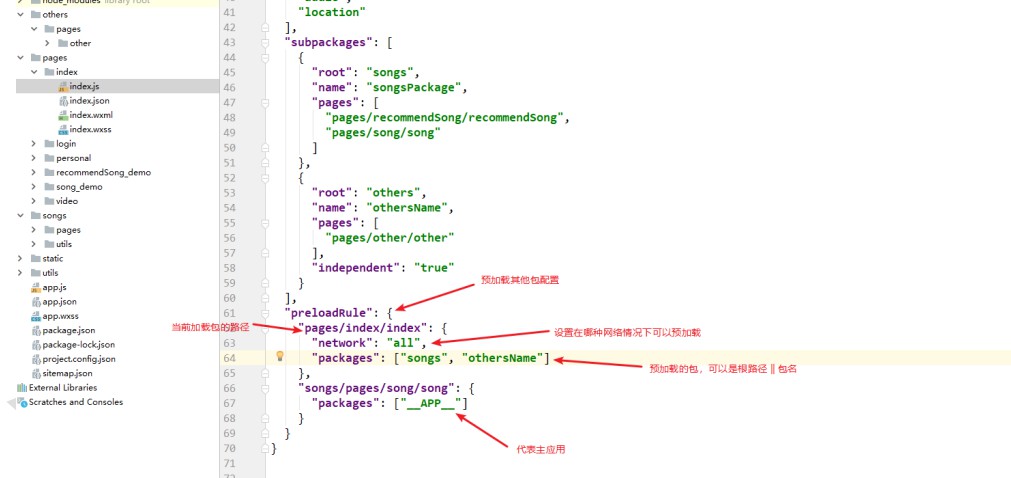 node_modules library root
others
pages
other
pages
index
index.js
index.json
index.wxml
index.wxss
login
personal
recommendSong_demo
song_demo
video
songs
pages
utils
static
utils
app.js
app.json
app.wxss
package.json
package-lock.json
project.config.json
sitemap.json
External Libraries
Scratches and Consoles
41 "location"
42 ],
43 "subpackages": [
44 {
45 "root": "songs",
46 "name": "songsPackage",
47 "pages": [
48 "pages/recommendSong/recommendSong",
49 "pages/song/song"
50 ]
51 },
52 {
53 "root": "others",
54 "name": "othersName",
55 "pages": [
56 "pages/other/other"
57 ],
58 "independent": "true"
59 }
60 ],
预加载其他包配置
61 "preloadRule": {
当前加载包的路径
"pages/index/index": {
设置在哪种网络情况下可以预加载
63 "network": "all",
64 "packages": ["songs", "othersName"]
预加载的包，可以是根路径 || 包名
65 },
66 "songs/pages/song/song": {
67 "packages": ["__APP__"]
68 }
代表主应用
69 }
70 }
71